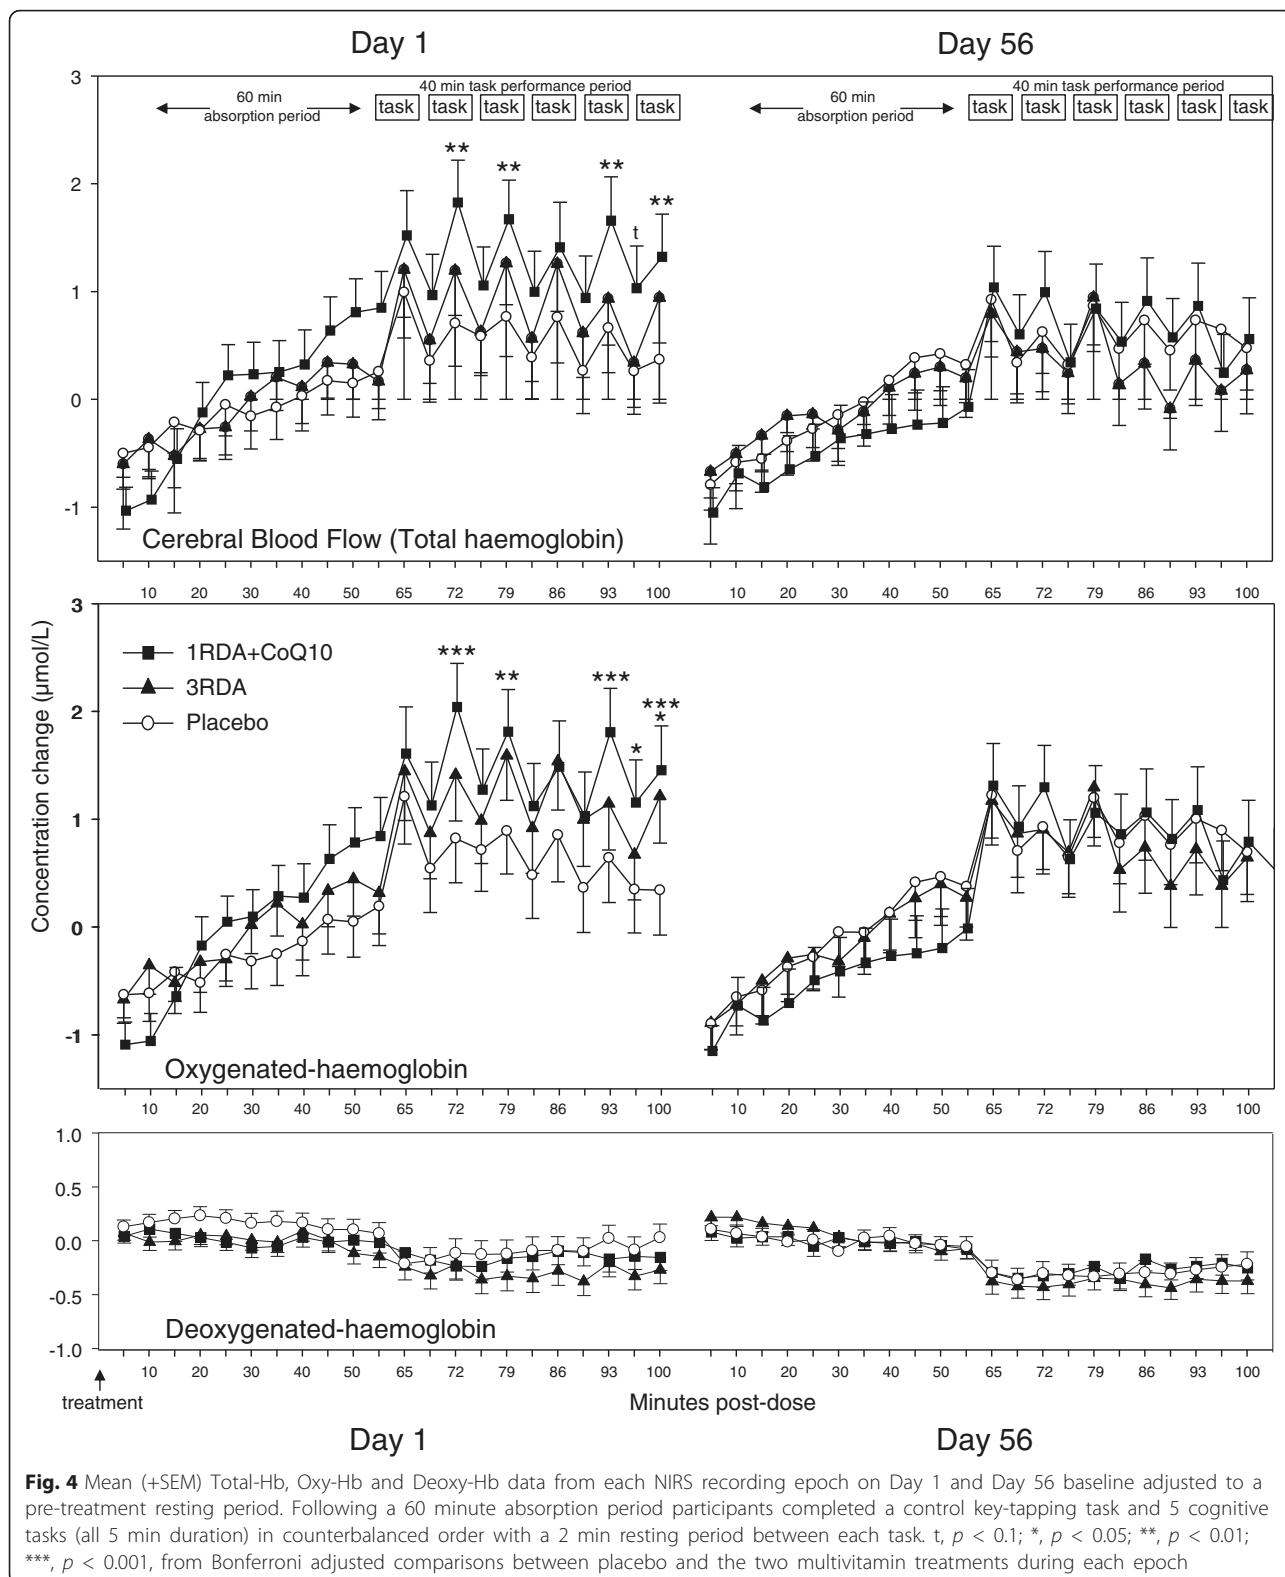 Day 1 Day 56
3
2
1
0
-1
60 min
absorption period
40 min task performance period
task task task task task task
60 min
absorption period
40 min task performance period
task task task task task task
** ** ** t **
Cerebral Blood Flow (Total haemoglobin)
10 20 30 40 50 65 72 79 86 93 100 10 20 30 40 50 65 72 79 86 93 100
Concentration change (µmol/L)
3
2
1
0
-1
1RDA+CoQ10
3RDA
Placebo
*** ** *** * ***
*
Oxygenated-haemoglobin
10 20 30 40 50 65 72 79 86 93 100 10 20 30 40 50 65 72 79 86 93 100
1.0
0.5
0.0
-0.5
-1.0
Deoxygenated-haemoglobin
10 20 30 40 50 65 72 79 86 93 100 10 20 30 40 50 65 72 79 86 93 100
treatment
Minutes post-dose
Day 1 Day 56
Fig. 4 Mean (+SEM) Total-Hb, Oxy-Hb and Deoxy-Hb data from each NIRS recording epoch on Day 1 and Day 56 baseline adjusted to a
pre-treatment resting period. Following a 60 minute absorption period participants completed a control key-tapping task and 5 cognitive
tasks (all 5 min duration) in counterbalanced order with a 2 min resting period between each task. t, p < 0.1; *, p < 0.05; **, p < 0.01;
***, p < 0.001, from Bonferroni adjusted comparisons between placebo and the two multivitamin treatments during each epoch